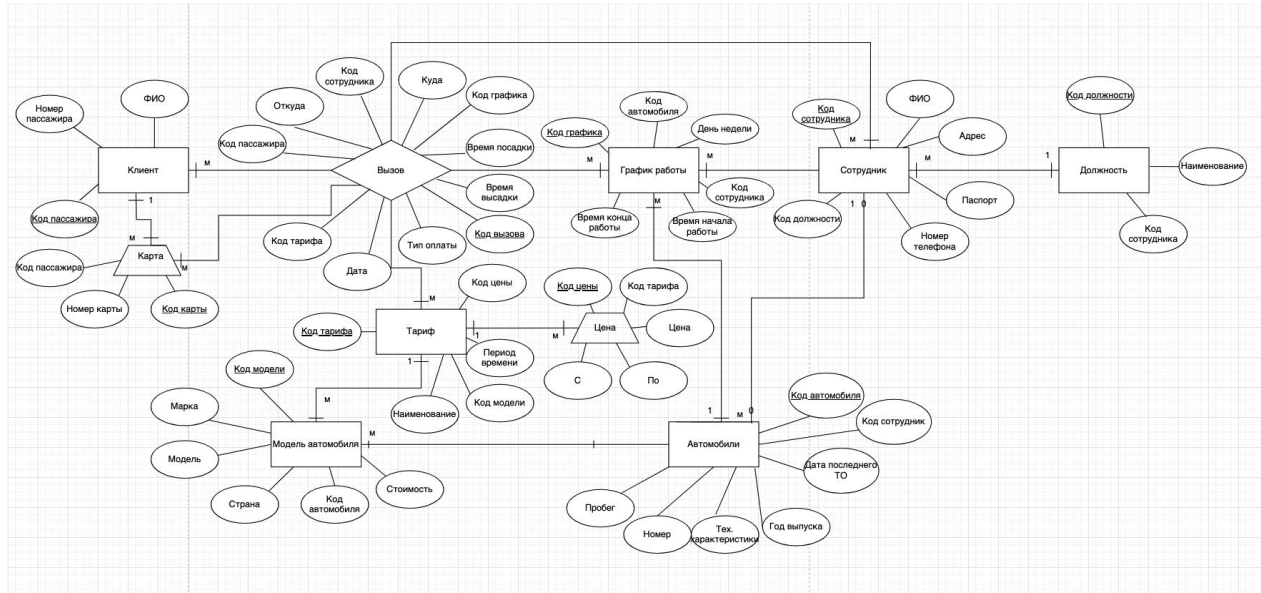 Код
сотрудника
Куда
Код графика
Откуда
Код пассажира
Время посадки
Вызов
Время
высадки
Код вызова
Тип оплаты
Дата
Код тарифа
ФИО
Номер
пассажира
Клиент
м
Код пассажира
1
м
Карта
м
Код пассажира
Номер карты
Код карты
Код
автомобиля
Код графика
День недели
м
График работы
м
Код
сотрудника
Время конца
работы
Время начала
работы
м
Код
сотрудника
ФИО
Адрес
м
Сотрудник
м
Паспорт
Код должности
1 0
Номер
телефона
Код должности
1
Должность
Наименование
Код
сотрудника
м
Код цены
Код тарифа
Тариф
1
Период
времени
1
Код модели
Наименование
Код цены
Код тарифа
м
Цена
Цена
С
По
Код модели
м
Марка
Модель автомобиля
м
Модель
Страна
Код
автомобиля
Стоимость
1
м 0
Код автомобиля
Автомобили
Код сотрудник
Дата последнего
ТО
Год выпуска
Тех.
характеристики
Номер
Пробег